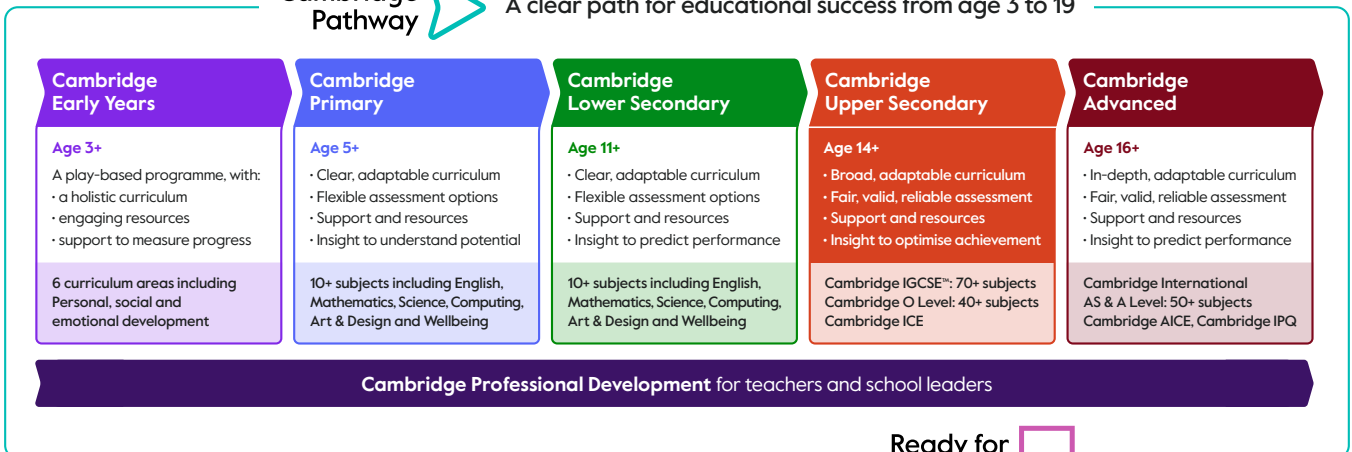 Cambridge
Pathway
A clear path for educational success from age 3 to 19
Cambridge
Early Years
Age 3+
A play-based programme, with:
· a holistic curriculum
· engaging resources
· support to measure progress
6 curriculum areas including
Personal, social and
emotional development
Cambridge
Primary
Age 5+
· Clear, adaptable curriculum
· Flexible assessment options
· Support and resources
· Insight to understand potential
10+ subjects including English,
Mathematics, Science, Computing,
Art & Design and Wellbeing
Cambridge
Lower Secondary
Age 11+
· Clear, adaptable curriculum
· Flexible assessment options
· Support and resources
· Insight to predict performance
10+ subjects including English,
Mathematics, Science, Computing,
Art & Design and Wellbeing
Cambridge
Upper Secondary
Age 14+
· Broad, adaptable curriculum
· Fair, valid, reliable assessment
· Support and resources
· Insight to optimise achievement
Cambridge IGCSE™: 70+ subjects
Cambridge O Level: 40+ subjects
Cambridge ICE
Cambridge
Advanced
Age 16+
· In-depth, adaptable curriculum
· Fair, valid, reliable assessment
· Support and resources
· Insight to predict performance
Cambridge International
AS & A Level: 50+ subjects
Cambridge AICE, Cambridge IPQ
Cambridge Professional Development for teachers and school leaders
Ready for